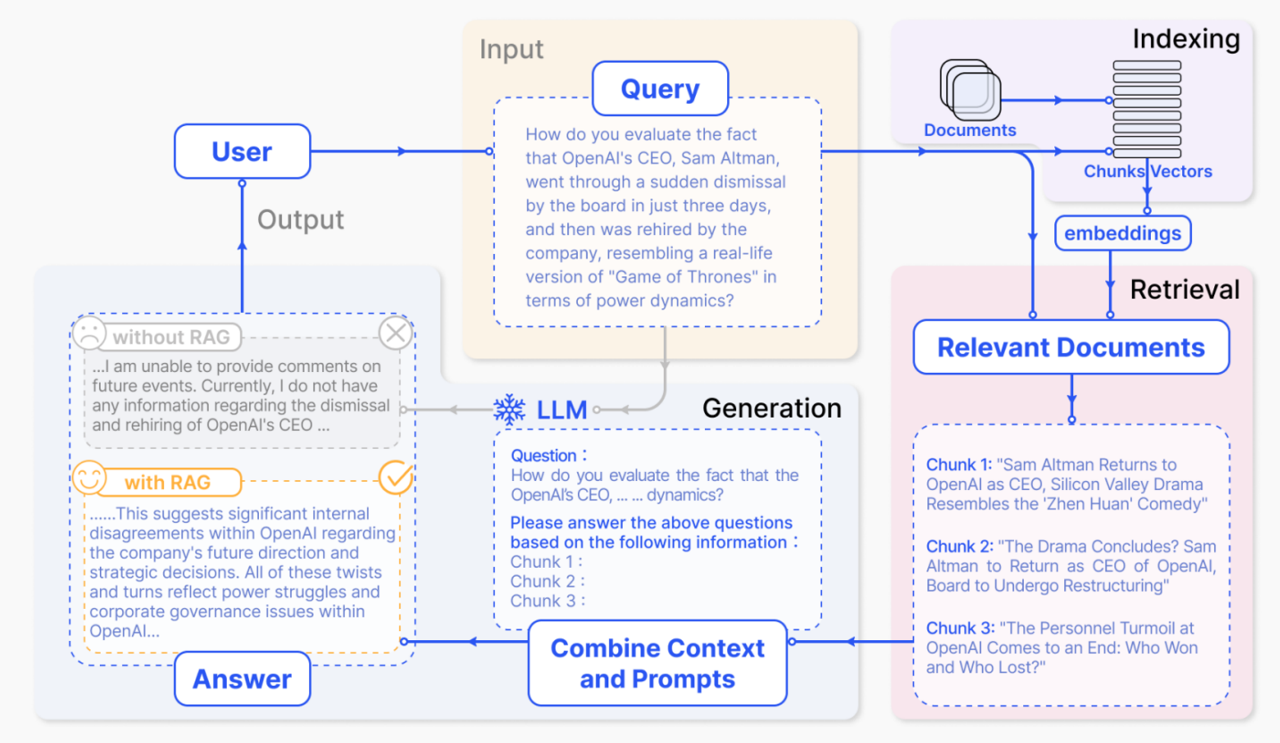 Input
Query
How do you evaluate the fact
that OpenAI's CEO, Sam Altman,
went through a sudden dismissal
by the board in just three days,
and then was rehired by the
company, resembling a real-life
version of "Game of Thrones" in
terms of power dynamics?
Indexing
Documents
Chunks Vectors
embeddings
User
Output
Retrieval
Relevant Documents
Chunk 1: "Sam Altman Returns to
OpenAI as CEO, Silicon Valley Drama
Resembles the 'Zhen Huan' Comedy"
Chunk 2: "The Drama Concludes? Sam
Altman to Return as CEO of OpenAI,
Board to Undergo Restructuring"
Chunk 3: "The Personnel Turmoil at
OpenAI Comes to an End: Who Won
and Who Lost?"
LLM
Generation
Question :
How do you evaluate the fact that the
OpenAI's CEO, ... ... dynamics?
Please answer the above questions
based on the following information :
Chunk 1 :
Chunk 2 :
Chunk 3 :
Combine Context
and Prompts
without RAG
...I am unable to provide comments on
future events. Currently, I do not have
any information regarding the dismissal
and rehiring of OpenAI's CEO ...
with RAG
......This suggests significant internal
disagreements within OpenAI regarding
the company's future direction and
strategic decisions. All of these twists
and turns reflect power struggles and
corporate governance issues within
OpenAI...
Answer